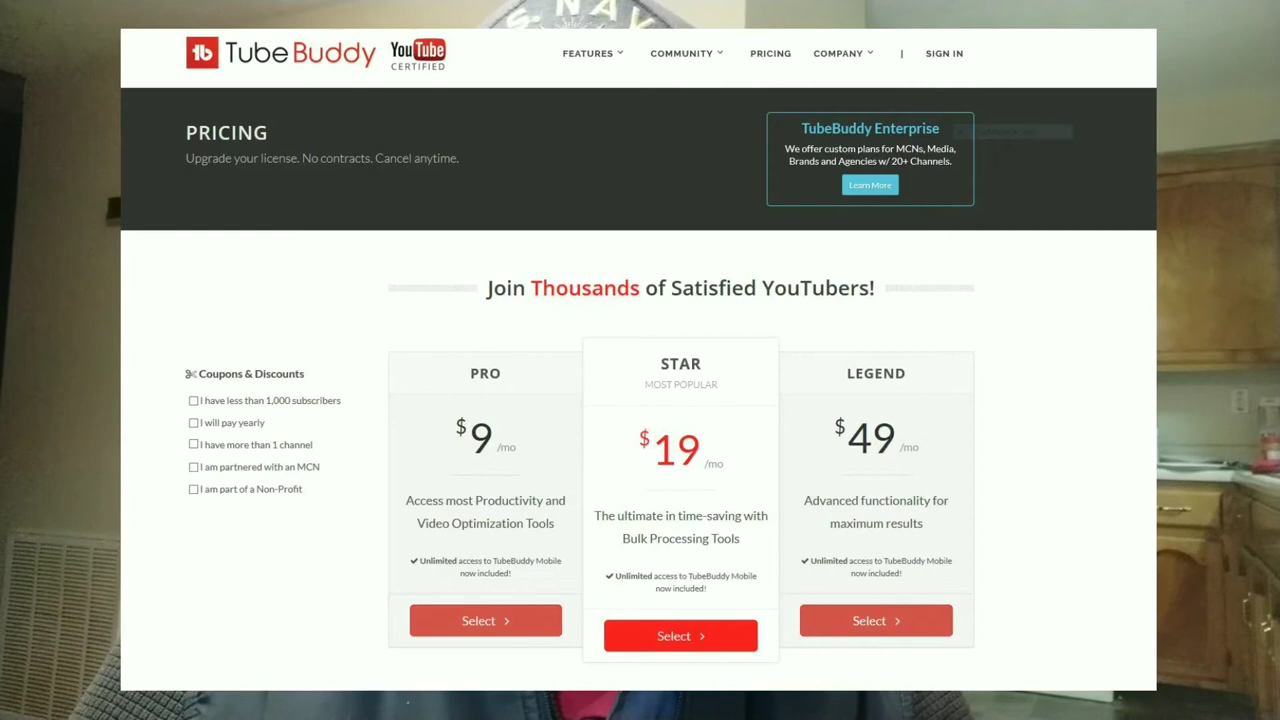 S. NAV
TubeBuddy
YouTube
CERTIFIED
FEATURES
COMMUNITY
PRICING
COMPANY
|
SIGN IN
PRICING
Upgrade your license. No contracts. Cancel anytime.
TubeBuddy Enterprise
We offer custom plans for MCNs, Media,
Brands and Agencies w/ 20+ Channels.
Learn More
Join Thousands of Satisfied YouTubers!
Coupons & Discounts
I have less than 1,000 subscribers
I will pay yearly
I have more than 1 channel
I am partnered with an MCN
I am part of a Non-Profit
PRO
$9 /mo
Access most Productivity and
Video Optimization Tools
Unlimited access to TubeBuddy Mobile
now included!
Select
STAR
MOST POPULAR
$19 /mo
The ultimate in time-saving with
Bulk Processing Tools
Unlimited access to TubeBuddy Mobile
now included!
Select
LEGEND
$49 /mo
Advanced functionality for
maximum results
Unlimited access to TubeBuddy Mobile
now included!
Select